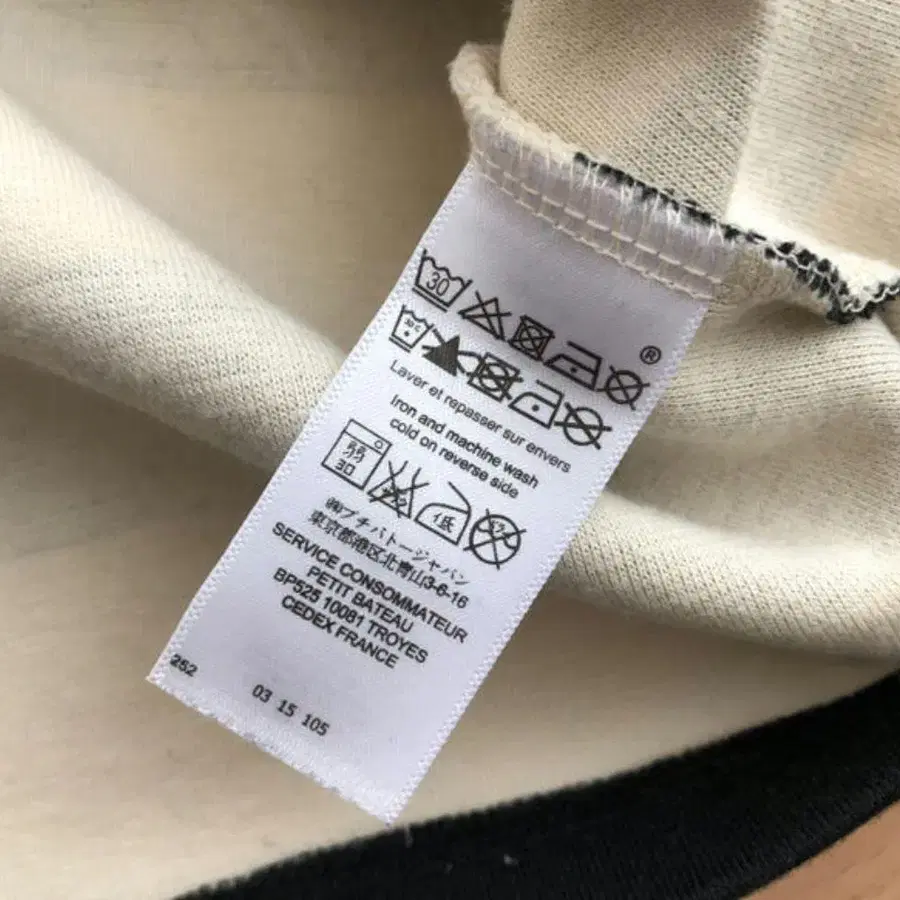 30
®
30 C
Laver et repasser sur envers
Iron and machine wash
cold on reverse side
弱
30
低
㈱プチバトージャパン
東京都港区北青山3-6-16
SERVICE CONSOMMATEUR
PETIT BATEAU
BP525 10081 TROYES
CEDEX FRANCE
252
03 15 105